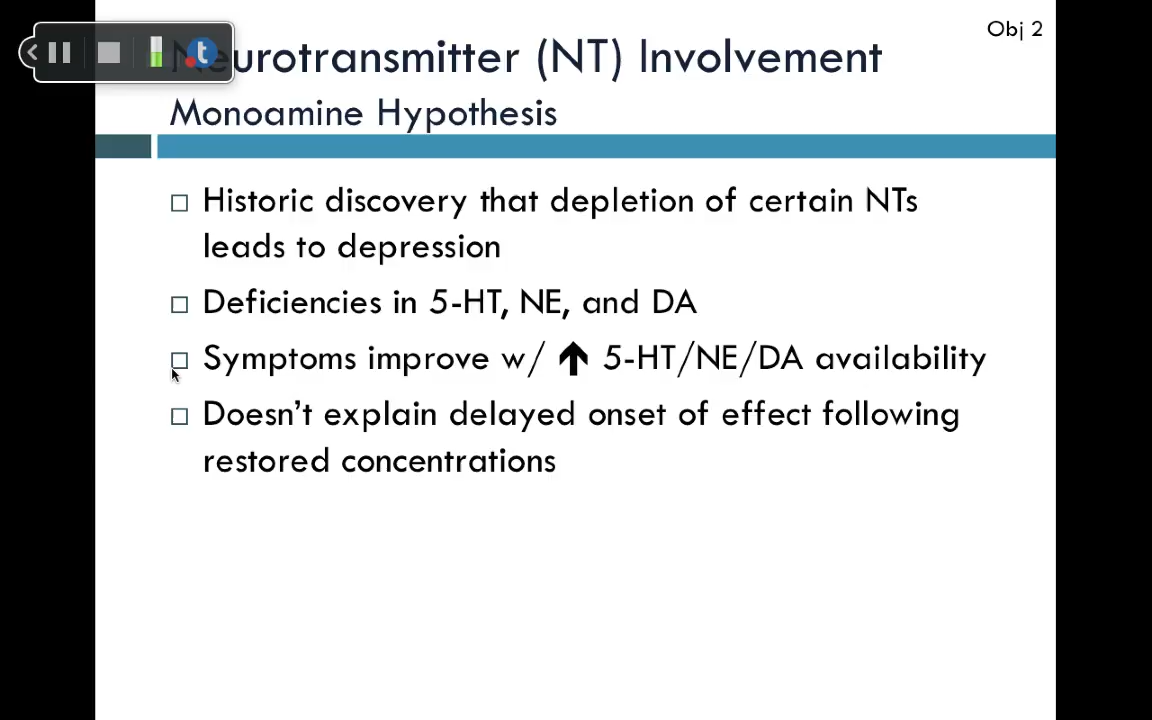 Obj 2
Neurotransmitter (NT) Involvement
Monoamine Hypothesis
Historic discovery that depletion of certain NTs
leads to depression
Deficiencies in 5-HT, NE, and DA
Symptoms improve w/ ↑ 5-HT/NE/DA availability
Doesn't explain delayed onset of effect following
restored concentrations
t